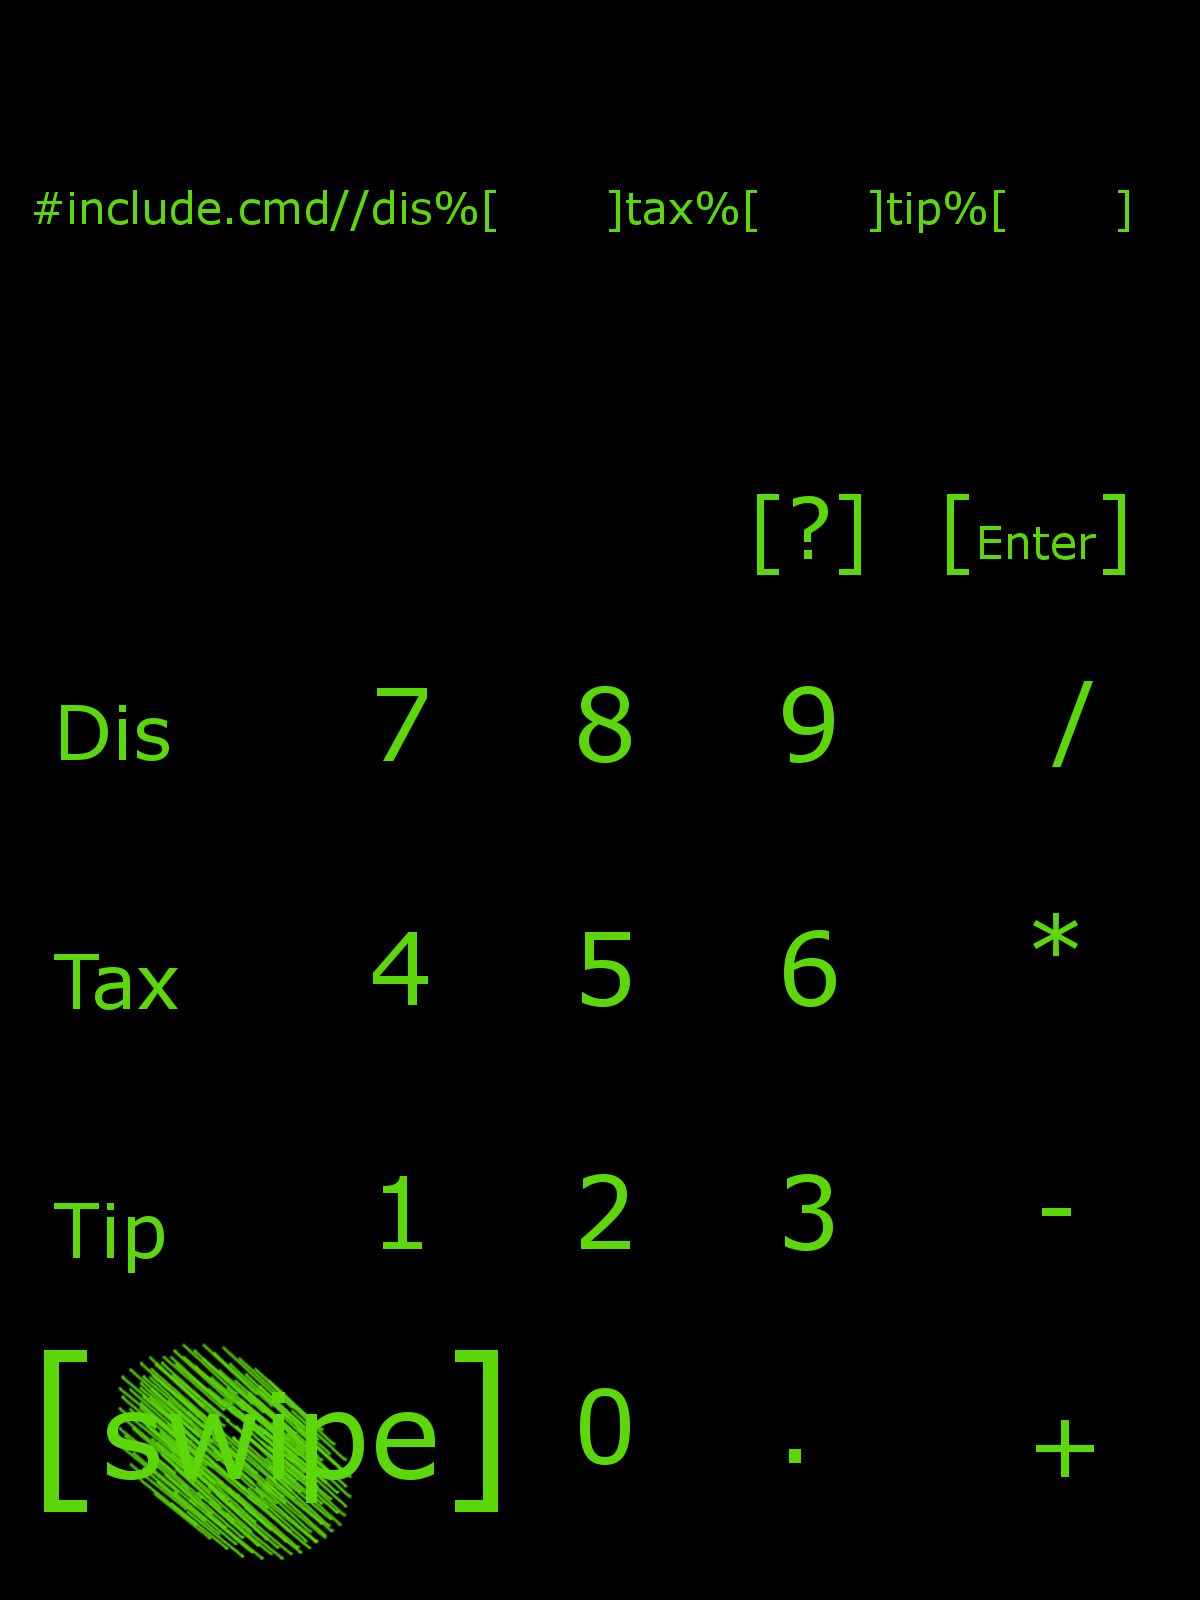 #include.cmd//dis%[ ]tax%[ ]tip%[ ]
[?] [Enter]
Dis 7 8 9 /
Tax 4 5 6 *
Tip 1 2 3 -
[swipe] 0 . +